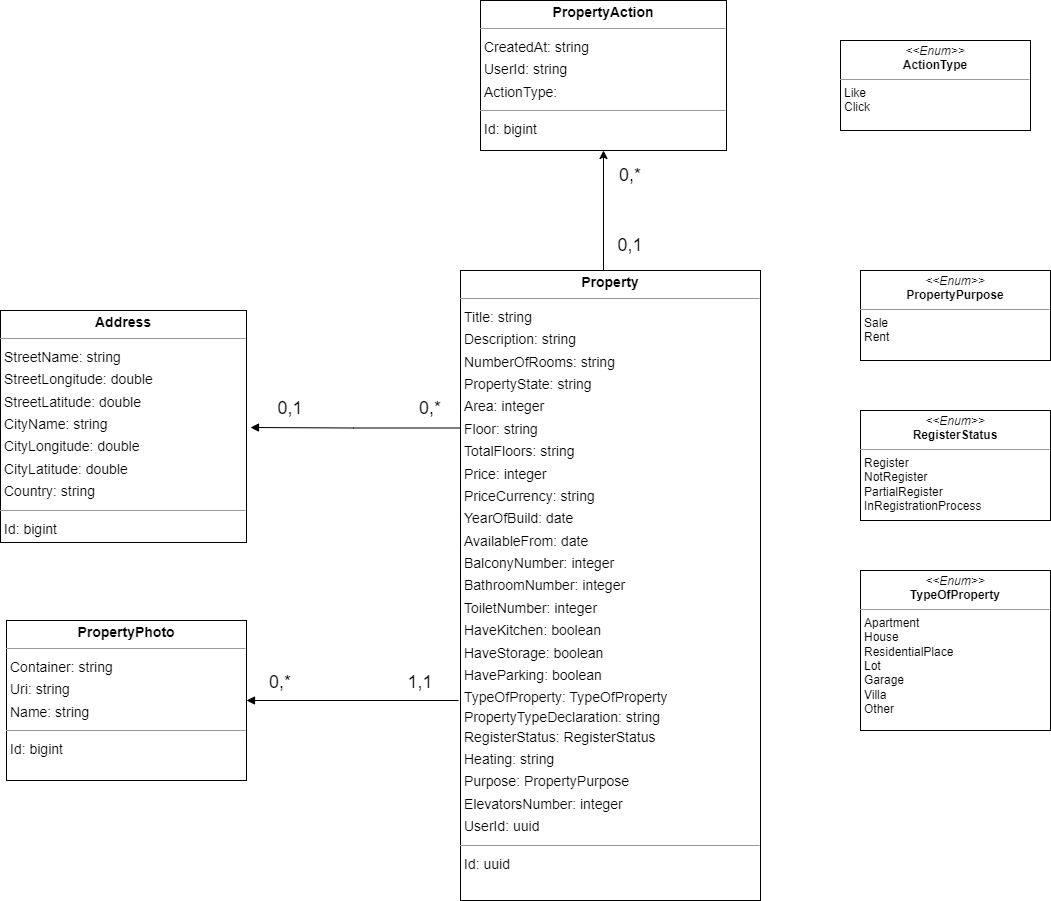 PropertyAction
CreatedAt: string
UserId: string
ActionType:
Id: bigint
<<Enum>>
ActionType
Like
Click
0,*
0,1
Property
Title: string
Description: string
NumberOfRooms: string
PropertyState: string
Area: integer
Floor: string
TotalFloors: string
Price: integer
PriceCurrency: string
YearOfBuild: date
AvailableFrom: date
BalconyNumber: integer
BathroomNumber: integer
ToiletNumber: integer
HaveKitchen: boolean
HaveStorage: boolean
HaveParking: boolean
TypeOfProperty: TypeOfProperty
PropertyTypeDeclaration: string
RegisterStatus: RegisterStatus
Heating: string
Purpose: PropertyPurpose
ElevatorsNumber: integer
UserId: uuid
Id: uuid
Address
StreetName: string
StreetLongitude: double
StreetLatitude: double
CityName: string
CityLongitude: double
CityLatitude: double
Country: string
Id: bigint
0,1
0,*
PropertyPhoto
Container: string
Uri: string
Name: string
Id: bigint
0,*
1,1
<<Enum>>
PropertyPurpose
Sale
Rent
<<Enum>>
RegisterStatus
Register
NotRegister
PartialRegister
InRegistrationProcess
<<Enum>>
TypeOfProperty
Apartment
House
ResidentialPlace
Lot
Garage
Villa
Other